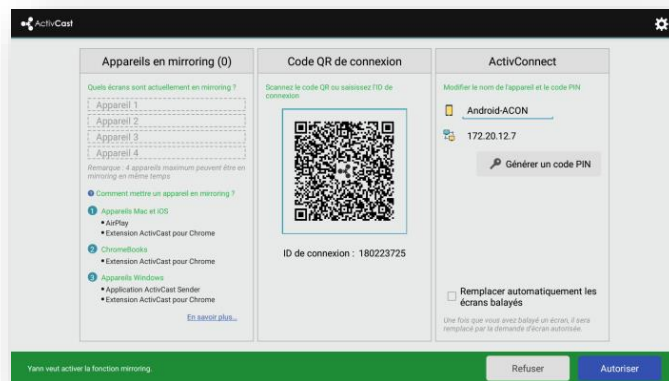 ActivCast
Appareils en mirroring (0)
Quels écrans sont actuellement en mirroring ?
Appareil 1
Appareil 2
Appareil 3
Appareil 4
Remarque : 4 appareils maximum peuvent être en
mirroring en même temps
Comment mettre un appareil en mirroring ?
1 Appareils Mac et iOS
• AirPlay
• Extension ActivCast pour Chrome
2 ChromeBooks
• Extension ActivCast pour Chrome
3 Appareils Windows
• Application ActivCast Sender
• Extension ActivCast pour Chrome
En savoir plus...
Code QR de connexion
Scannez le code QR ou saisissez l'ID de
connexion
ID de connexion : 180223725
ActivConnect
Modifier le nom de l'appareil et le code PIN
Android-ACON
172.20.12.7
Générer un code PIN
Remplacer automatiquement les
écrans balayés
Une fois que vous avez balayé un écran, il sera
remplacé par la demande d'écran autorisée.
Yann veut activer la fonction mirroring.
Refuser
Autoriser